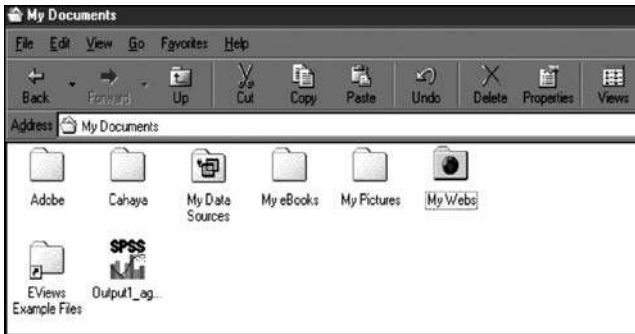 My Documents
File Edit View Go Favorites Help
Back Forward Up Cut Copy Paste Undo Delete Properties Views
Address My Documents
Adobe Cahaya My Data Sources My eBooks My Pictures My Webs
SPSS
EViews Example Files Output1_ag...